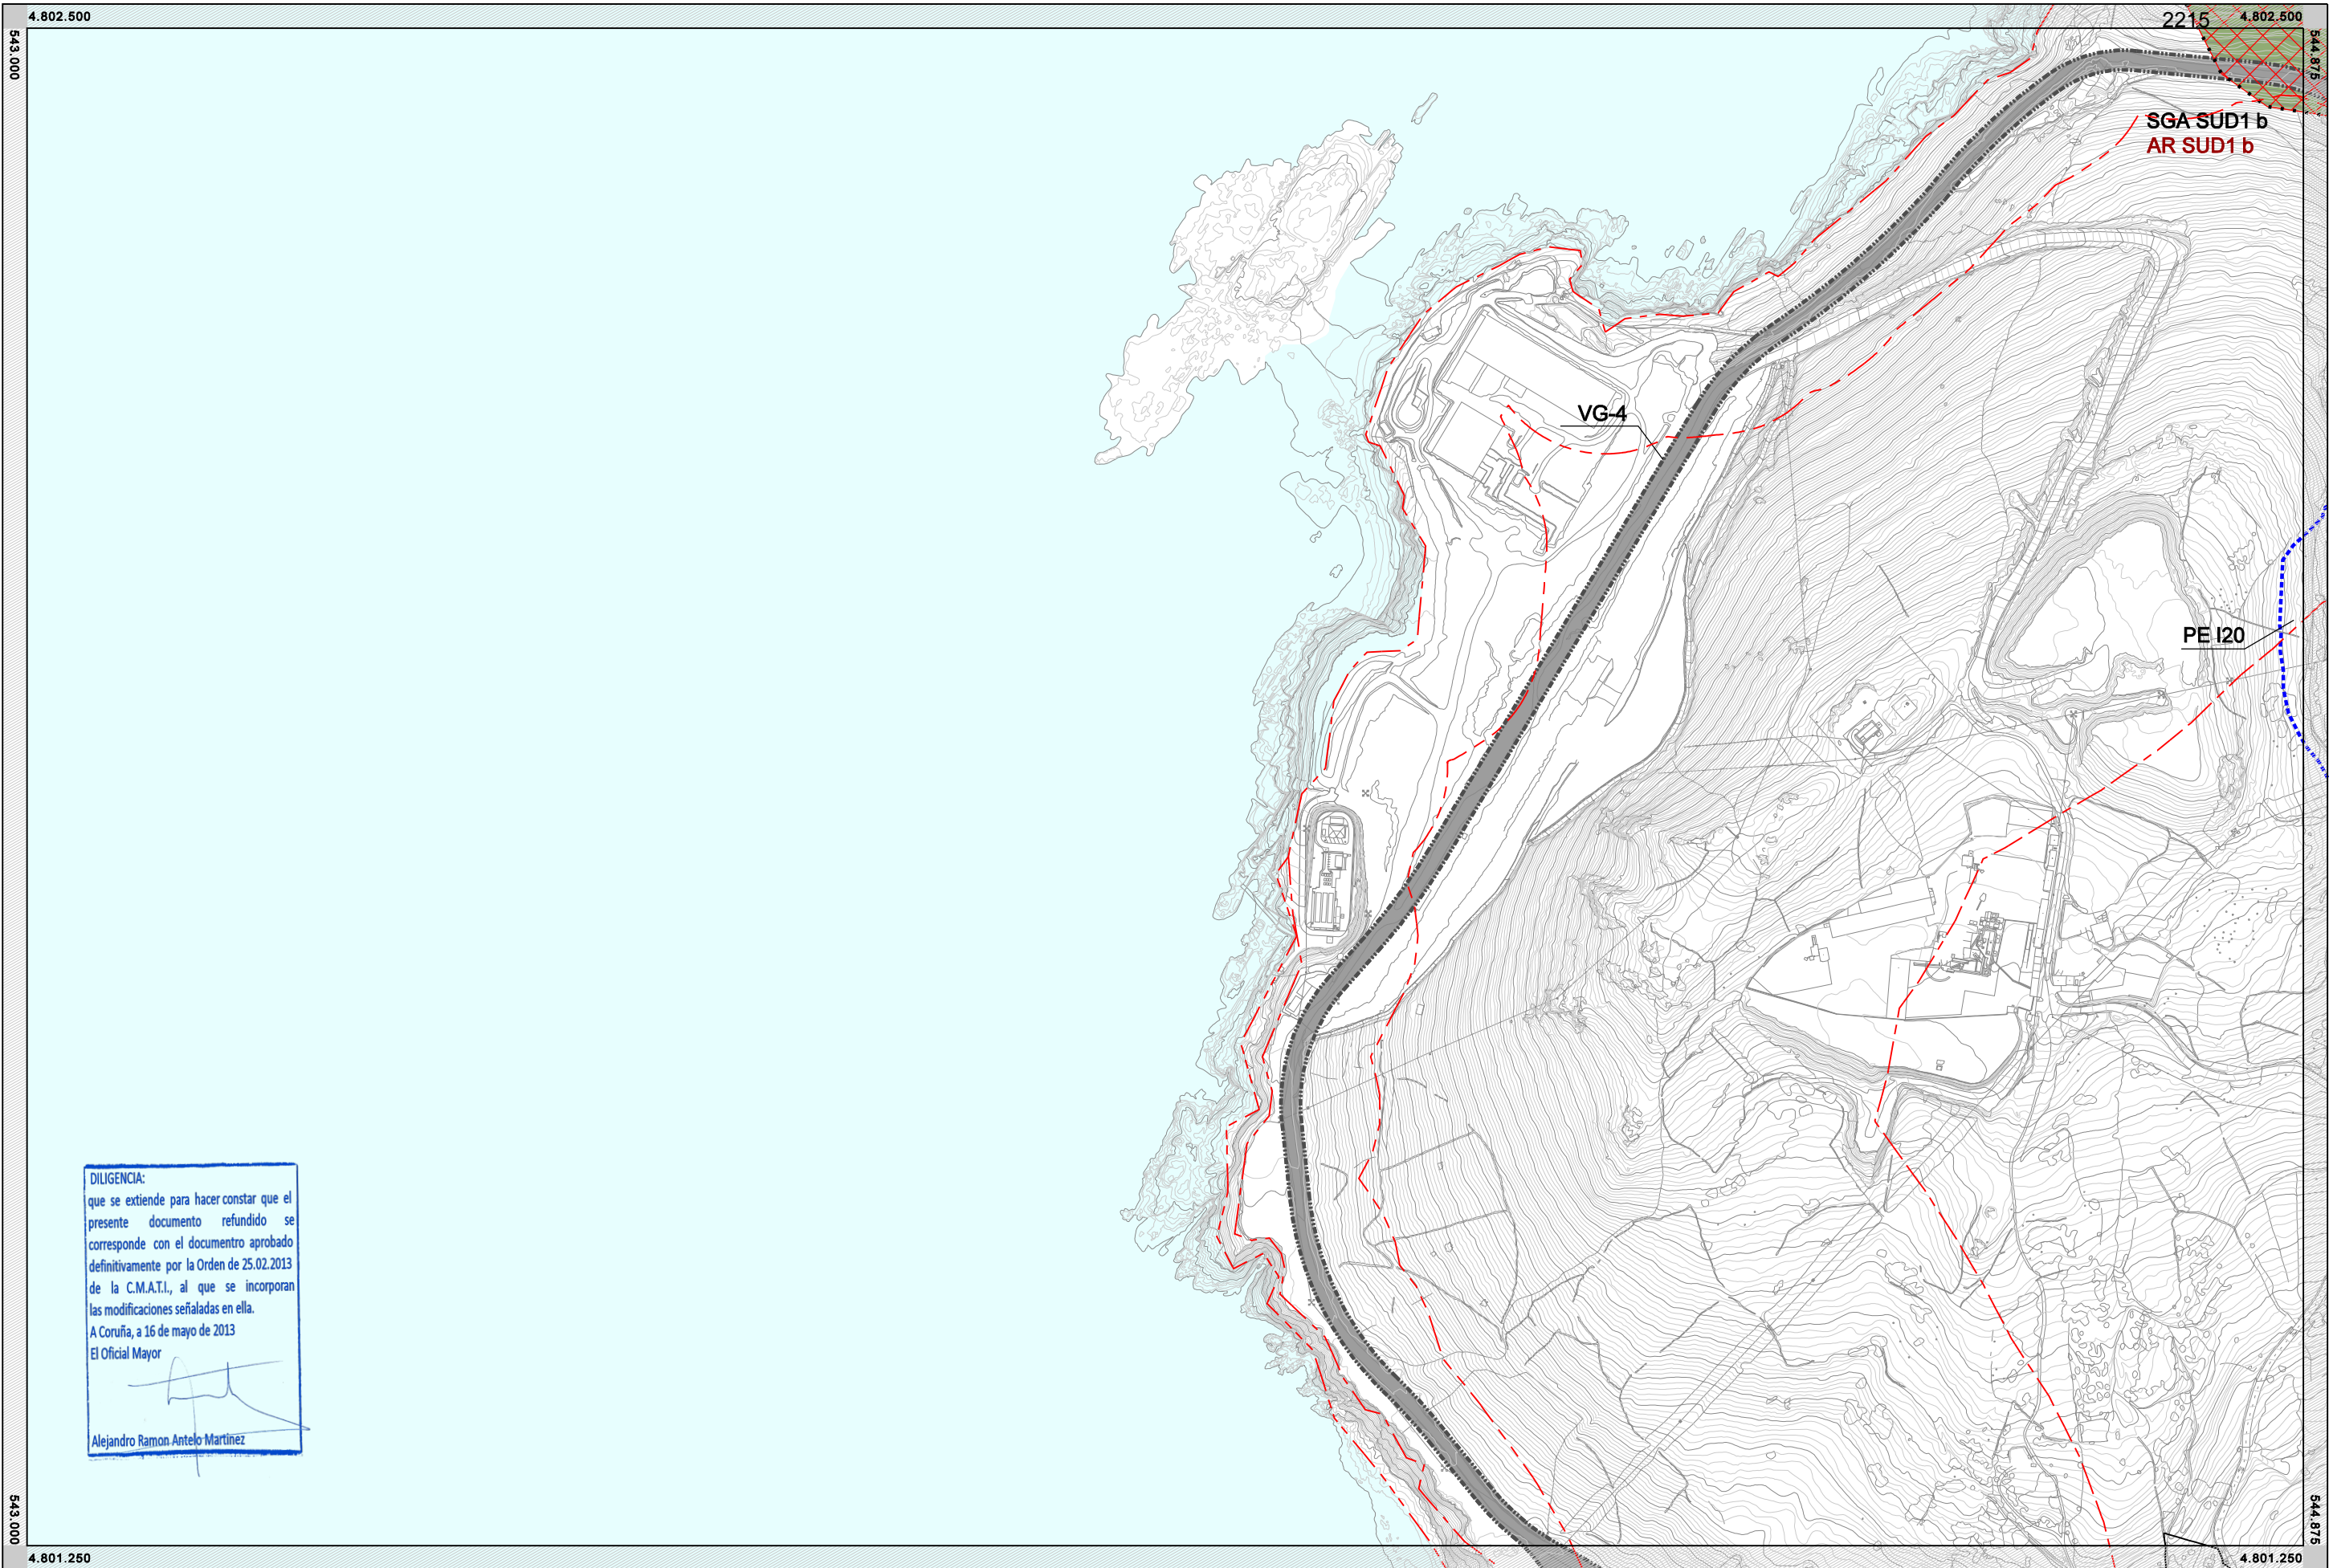 4.802.500
2215
4.802.500
543.000
544.875
SGA SUD1 b
AR SUD1 b
VG-4
PE I20
DILIGENCIA:
que se extiende para hacer constar que el
presente documento refundido se
corresponde con el documentro aprobado
definitivamente por la Orden de 25.02.2013
de la C.M.A.T.I., al que se incorporan
las modificaciones señaladas en ella.
A Coruña, a 16 de mayo de 2013
El Oficial Mayor
Alejandro Ramon Antelo Martinez
543.000
544.875
4.801.250
4.801.250